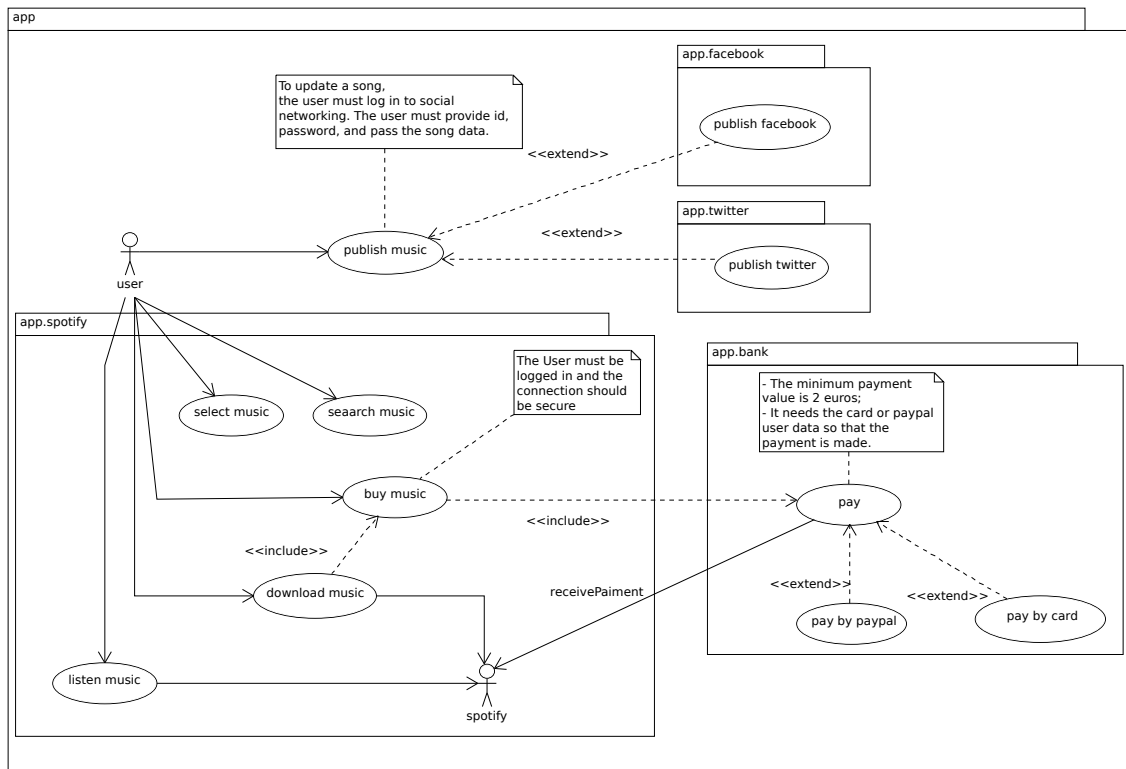 app
app.facebook
To update a song,
the user must log in to social
networking. The user must provide id,
password, and pass the song data.
publish facebook
<<extend>>
app.twitter
<<extend>>
publish music
publish twitter
user
app.spotify
app.bank
The User must be
logged in and the
connection should
be secure
- The minimum payment
value is 2 euros;
- It needs the card or paypal
user data so that the
payment is made.
select music
seaarch music
buy music
pay
<<include>>
<<include>>
download music
receivePaiment
<<extend>>
<<extend>>
pay by paypal
pay by card
listen music
spotify